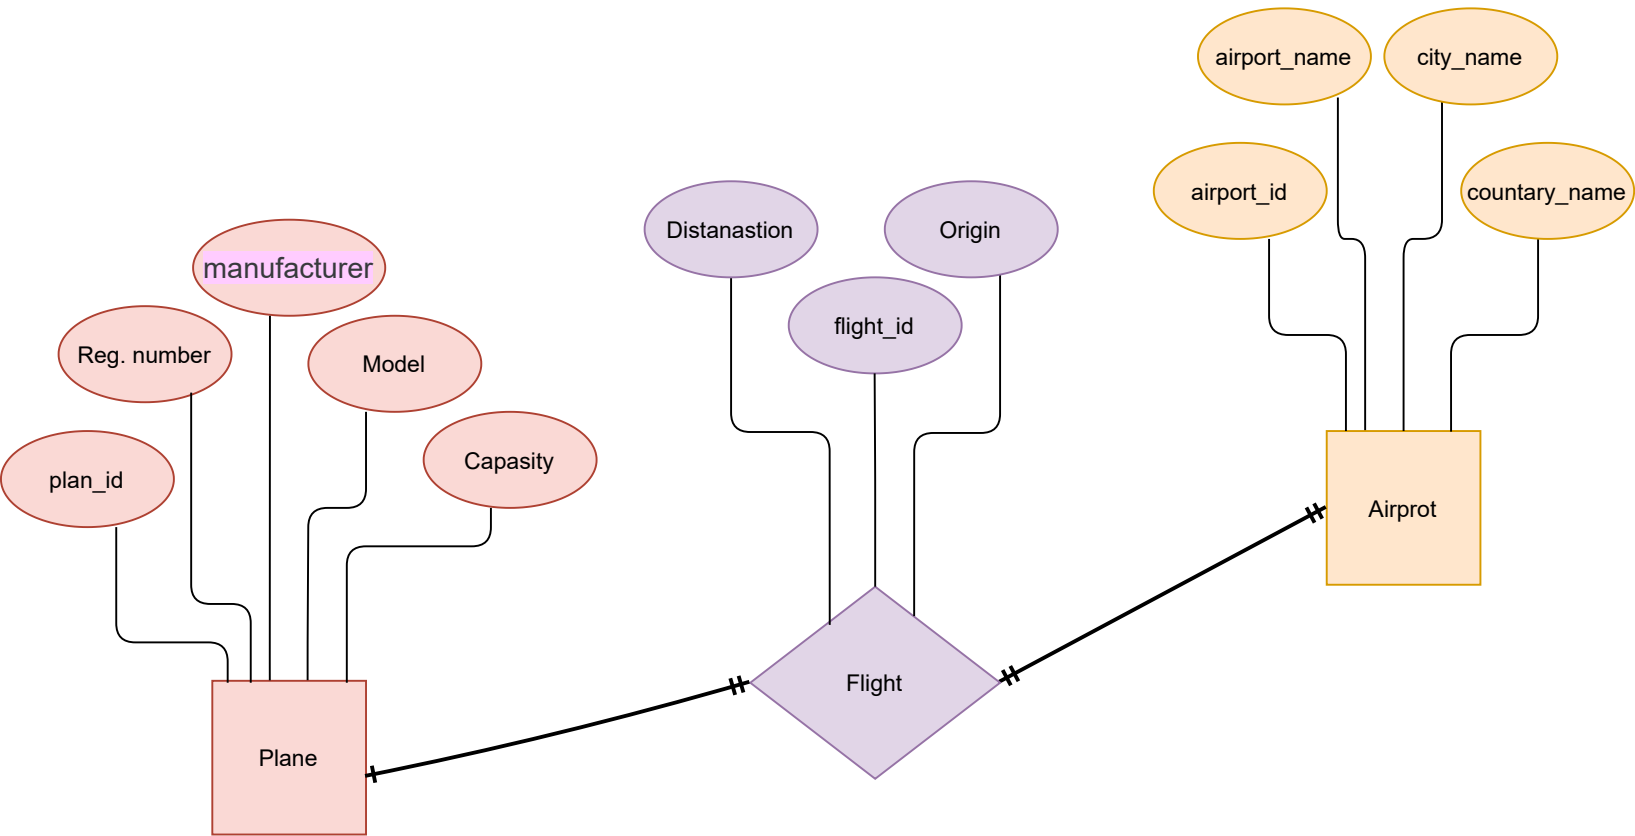 airport_name
city_name
airport_id
countary_name
Distanastion
Origin
manufacturer
flight_id
Reg. number
Model
Capasity
plan_id
Airprot
Flight
Plane